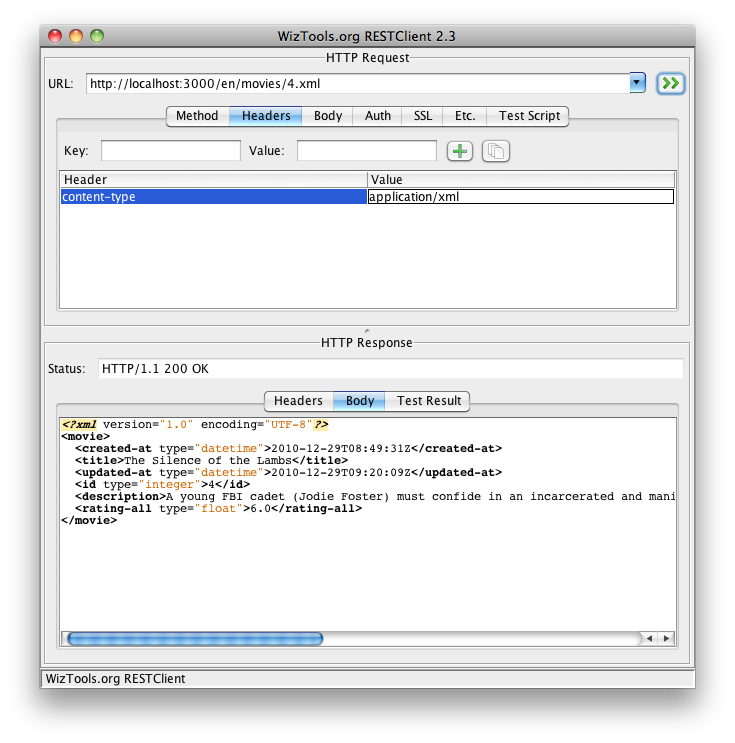 WizTools.org RESTClient 2.3
HTTP Request
URL: http://localhost:3000/en/movies/4.xml
Method Headers Body Auth SSL Etc. Test Script
Key: Value:
Header Value
content-type application/xml
HTTP Response
Status: HTTP/1.1 200 OK
Headers Body Test Result
<?xml version="1.0" encoding="UTF-8"?>
<movie>
  <created-at type="datetime">2010-12-29T08:49:31Z</created-at>
  <title>The Silence of the Lambs</title>
  <updated-at type="datetime">2010-12-29T09:20:09Z</updated-at>
  <id type="integer">4</id>
  <description>A young FBI cadet (Jodie Foster) must confide in an incarcerated and mani
  <rating-all type="float">6.0</rating-all>
</movie>
WizTools.org RESTClient